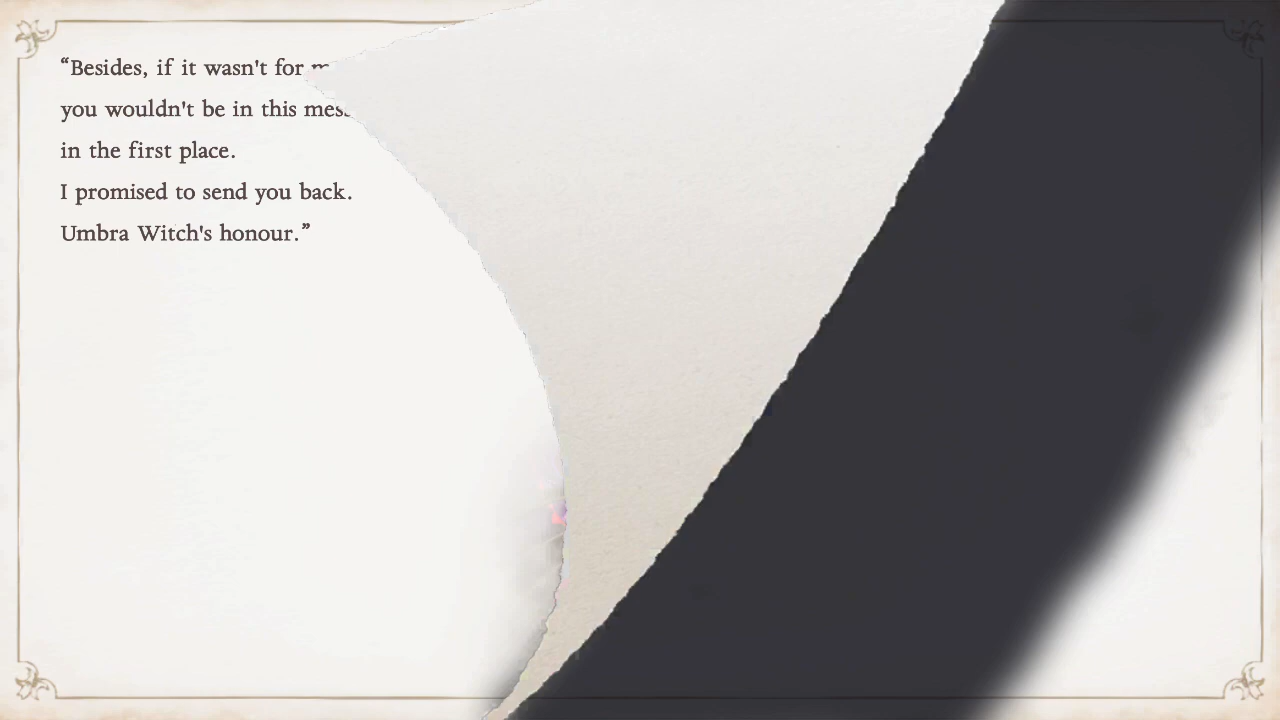 “Besides, if it wasn't for
you wouldn't be in this
in the first place.
I promised to send you back.
Umbra Witch's honour.”